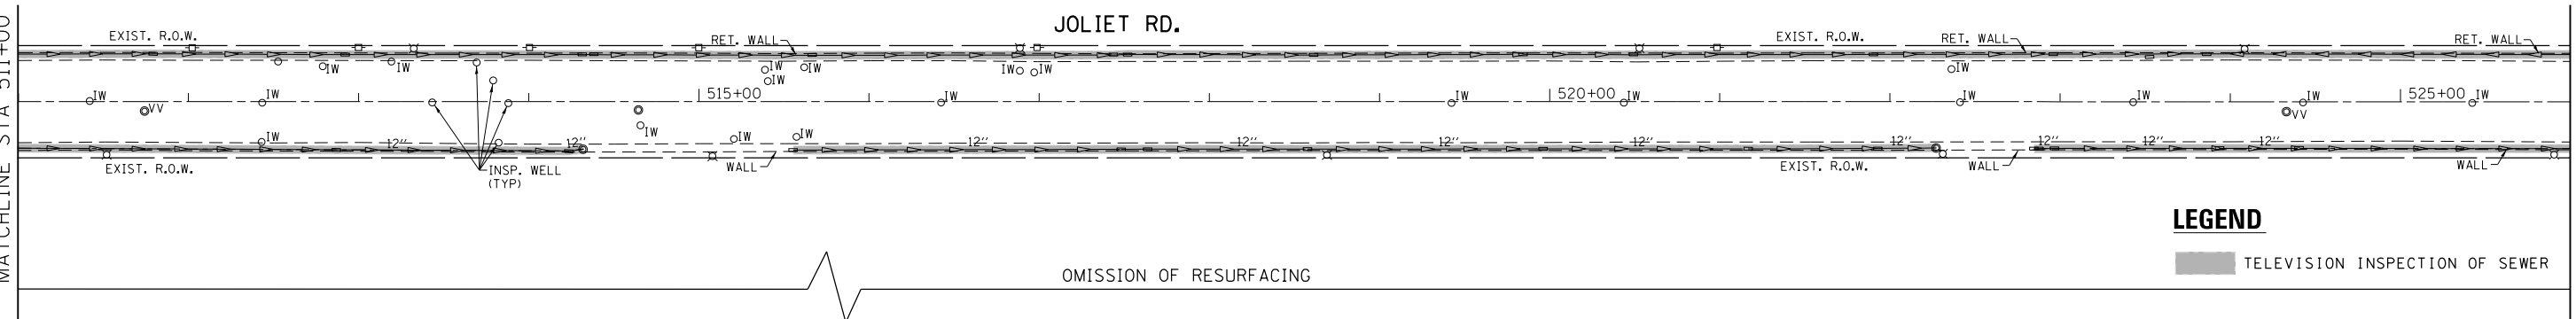 JOLIET RD.
MATCHLINE STA 511+00
EXIST. R.O.W.
RET. WALL
EXIST. R.O.W.
RET. WALL
RET. WALL
IW
IW
IW
IW
IW
IW
IW
IW
IW
IW
VV
IW
515+00
IW
IW
520+00
IW
IW
IW
IW
VV
525+00
IW
IW
12''
12''
IW
IW
IW
12''
12''
12''
12''
12''
12''
12''
12''
EXIST. R.O.W.
INSP. WELL
(TYP)
WALL
EXIST. R.O.W.
WALL
WALL
LEGEND
TELEVISION INSPECTION OF SEWER
OMISSION OF RESURFACING